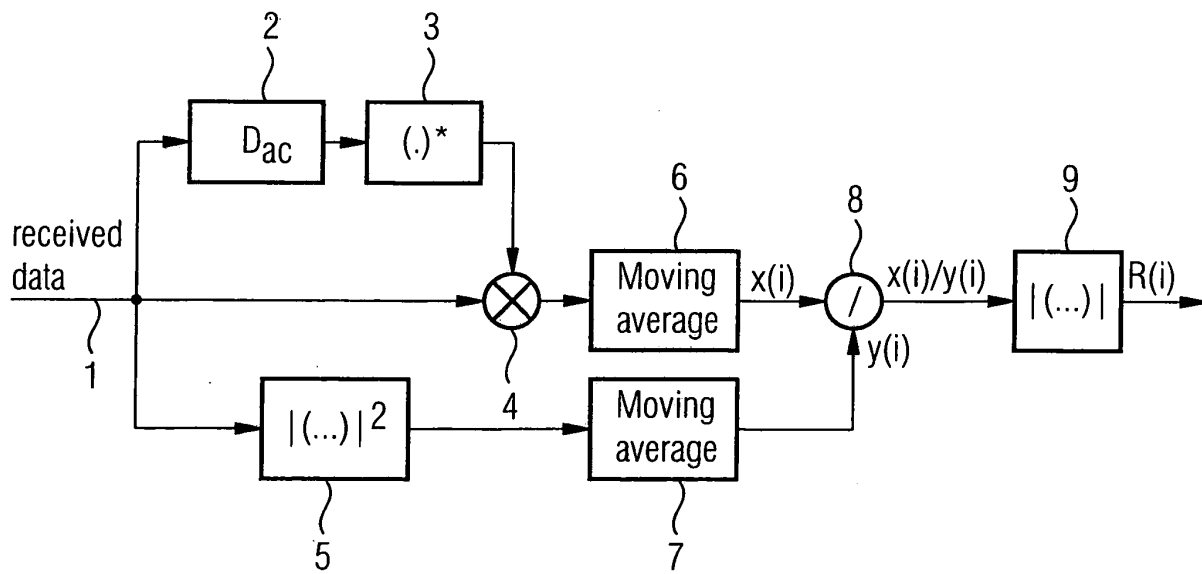 2
3
D_ac
(.)*
6
8
9
received
data
Moving
average
x(i)
/
x(i)/y(i)
|(...)|
R(i)
1
4
y(i)
|(...)|²
Moving
average
5
7